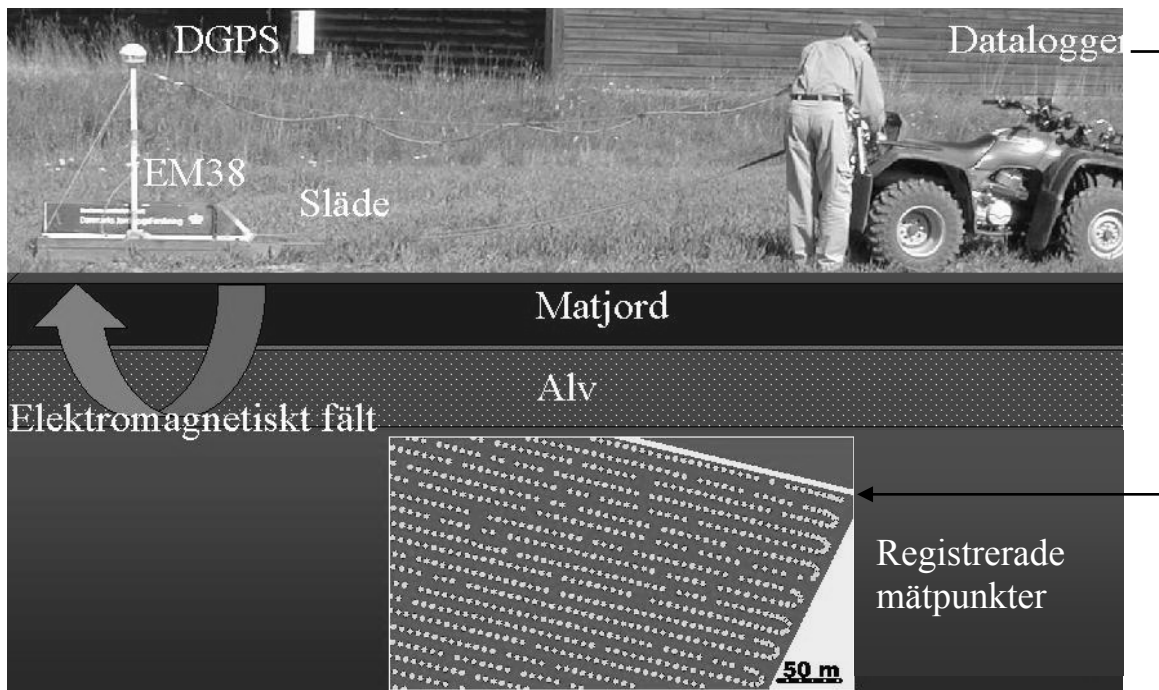 DGPS
Datalogger
EM38
Släde
Matjord
Alv
Elektromagnetiskt fält
Registrerade
mätpunkter
50 m